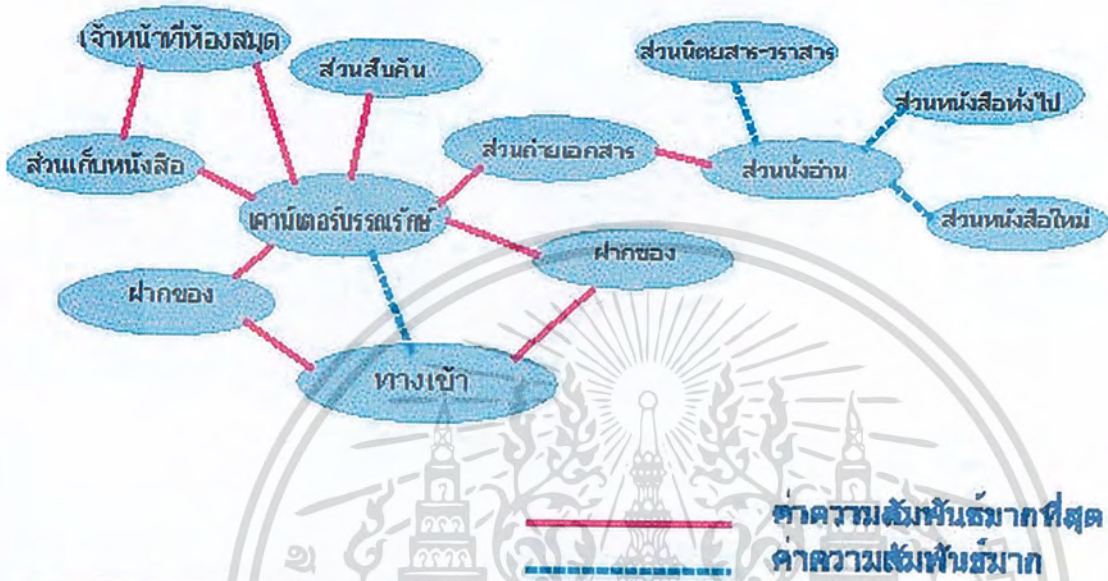 เจ้าหน้าที่ห้องสมุด
ส่วนสืบค้น
ส่วนนิตยสาร-วารสาร
ส่วนหนังสือทั่วไป
ส่วนเก็บหนังสือ
ส่วนถ่ายเอกสาร
ส่วนนั่งอ่าน
เคาน์เตอร์บรรณรักษ์
ส่วนหนังสือใหม่
ฝากของ
ฝากของ
ทางเข้า
ค่าความสัมพันธ์มากที่สุด
ค่าความสัมพันธ์มาก